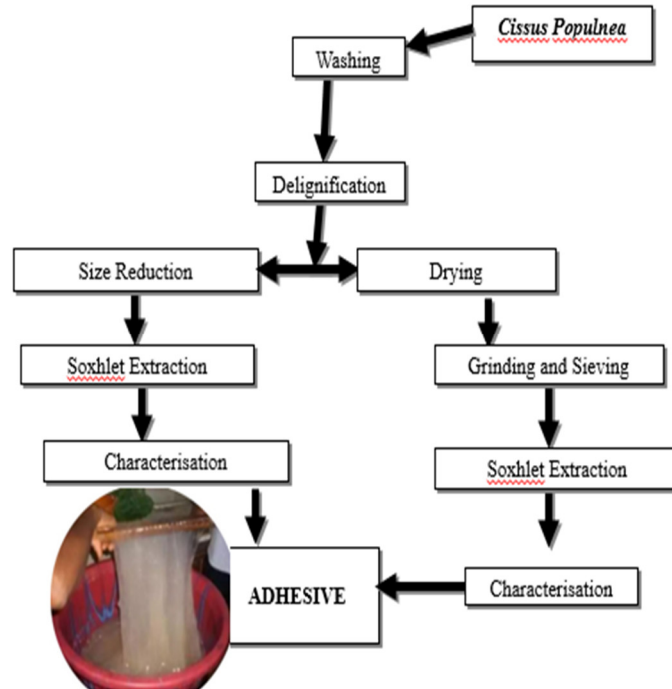 Cissus Populnea
Washing
Delignification
Size Reduction
Drying
Soxhlet Extraction
Grinding and Sieving
Characterisation
Soxhlet Extraction
ADHESIVE
Characterisation